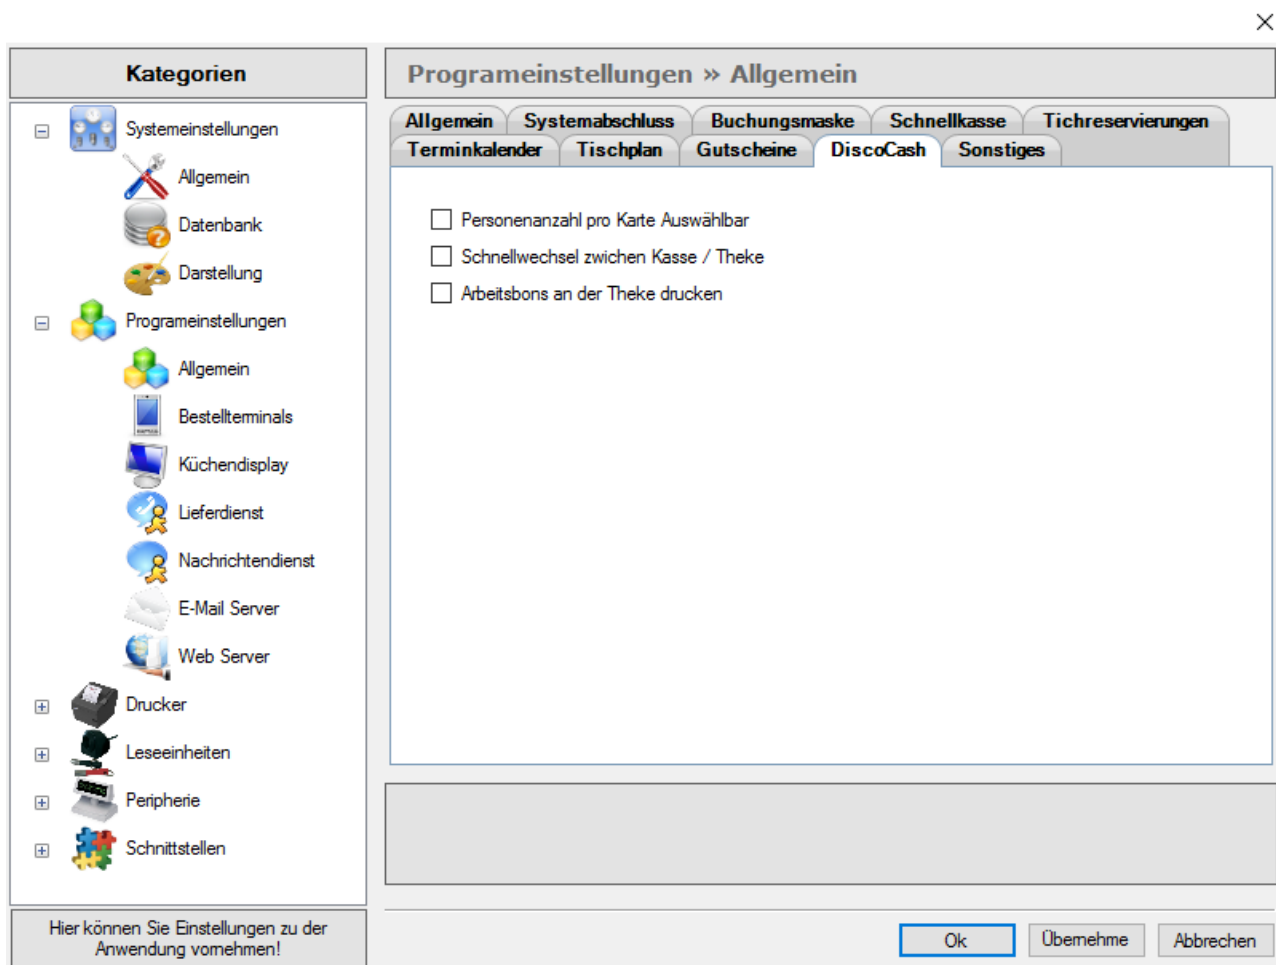 Kategorien
Systemeinstellungen
Allgemein
Datenbank
Darstellung
Programeinstellungen
Allgemein
Bestellterminals
Küchendisplay
Lieferdienst
Nachrichtendienst
E-Mail Server
Web Server
Drucker
Leseeinheiten
Peripherie
Schnittstellen
Hier können Sie Einstellungen zu der
Anwendung vornehmen!
Programeinstellungen » Allgemein
Allgemein Systemabschluss Buchungsmaske Schnellkasse Tichreservierungen
Terminkalender Tischplan Gutscheine DiscoCash Sonstiges
Personenanzahl pro Karte Auswählbar
Schnellwechsel zwichen Kasse / Theke
Arbeitsbons an der Theke drucken
Ok Übernehme Abbrechen